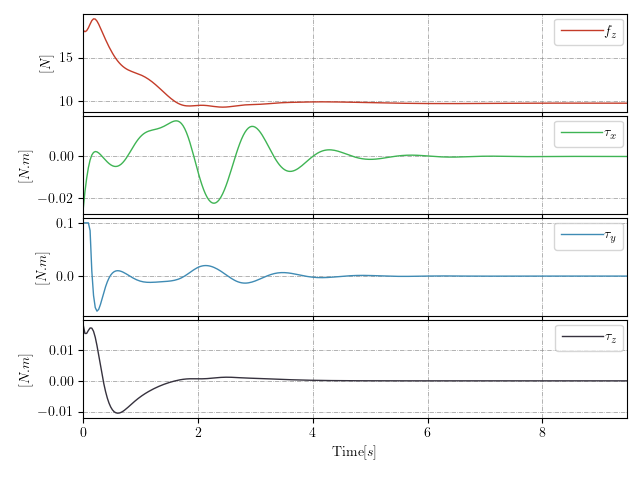 [N]
15
10
f_z
[N.m]
0.00
−0.02
τ_x
[N.m]
0.1
0.0
τ_y
[N.m]
0.01
0.00
−0.01
τ_z
0 2 4 6 8
Time[s]